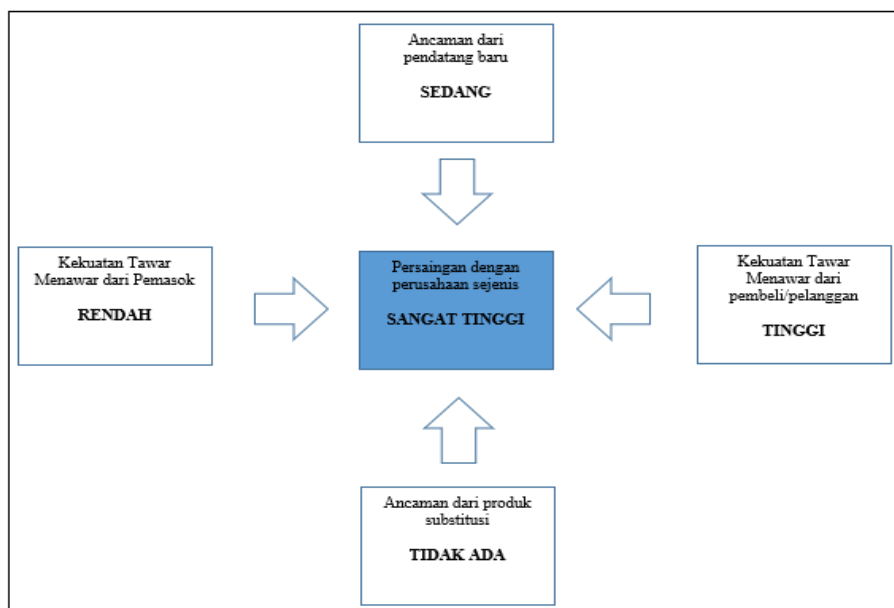 Ancaman dari
pendatang baru
SEDANG
Kekuatan Tawar
Menawar dari Pemasok
RENDAH
Persaingan dengan
perusahaan sejenis
SANGAT TINGGI
Kekuatan Tawar
Menawar dari
pembeli/pelanggan
TINGGI
Ancaman dari produk
substitusi
TIDAK ADA